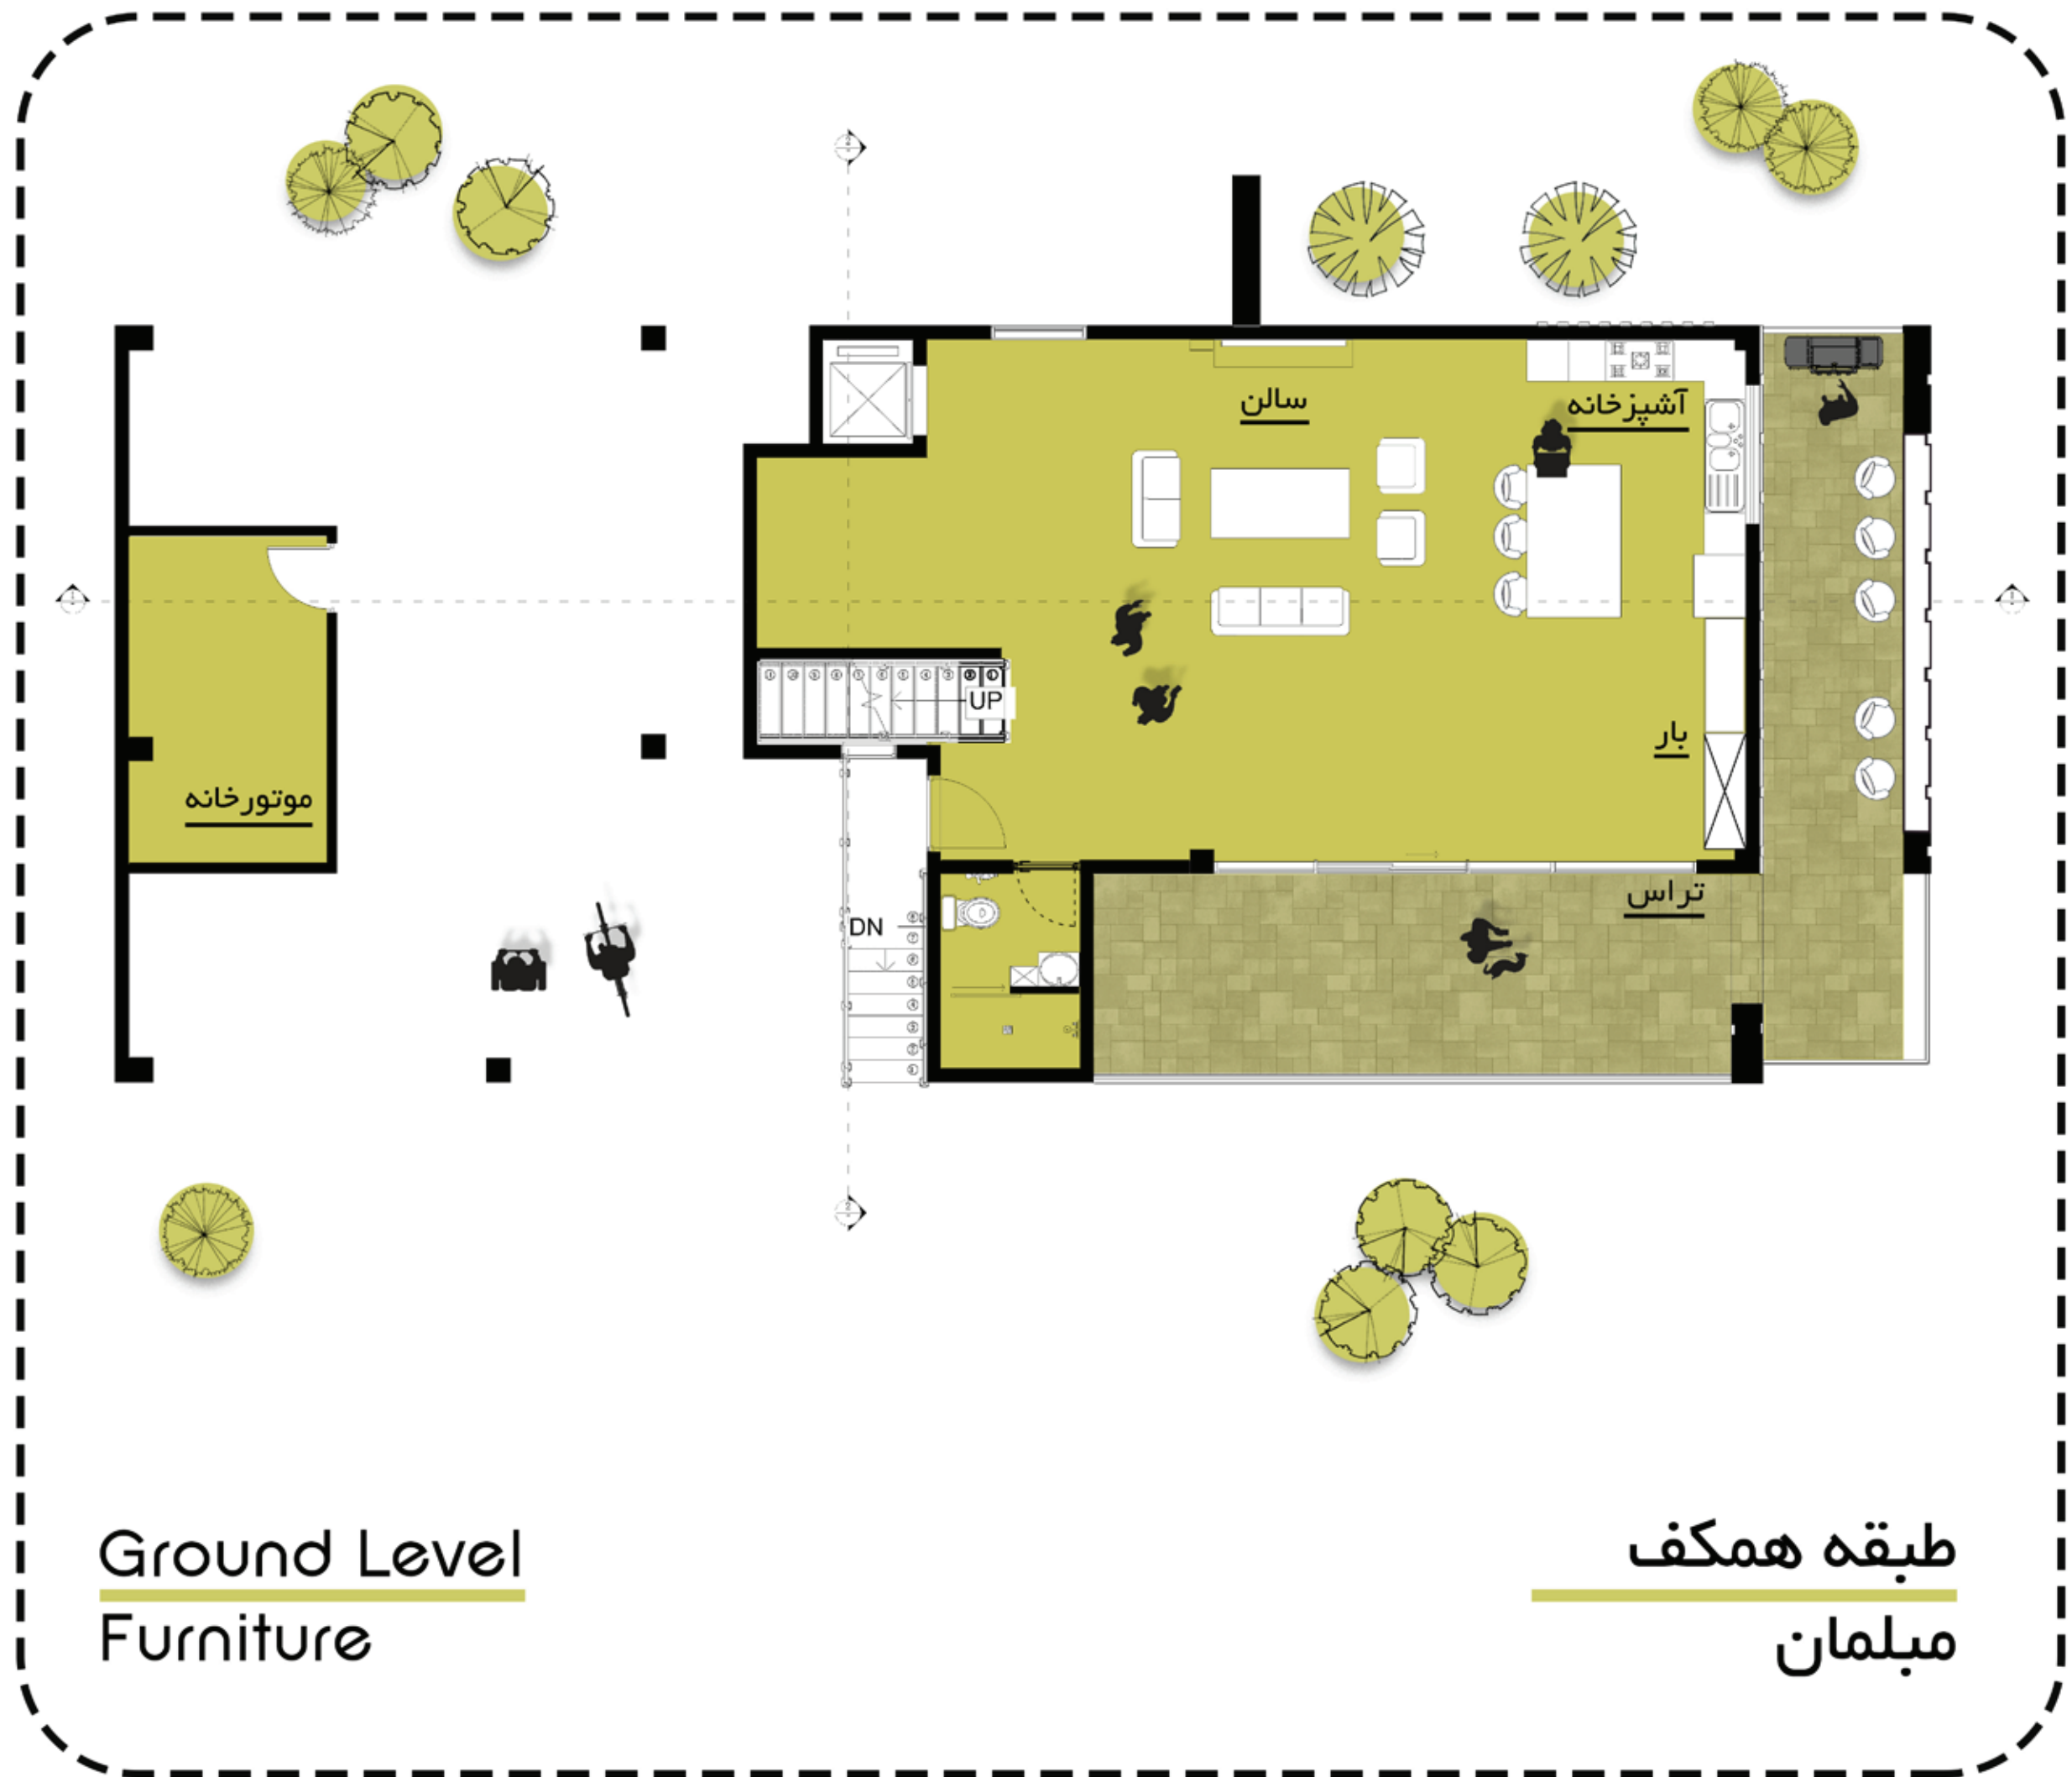 سالن
آشپزخانه
UP
بار
موتورخانه
تراس
DN
Ground Level
Furniture
طبقه همکف
مبلمان